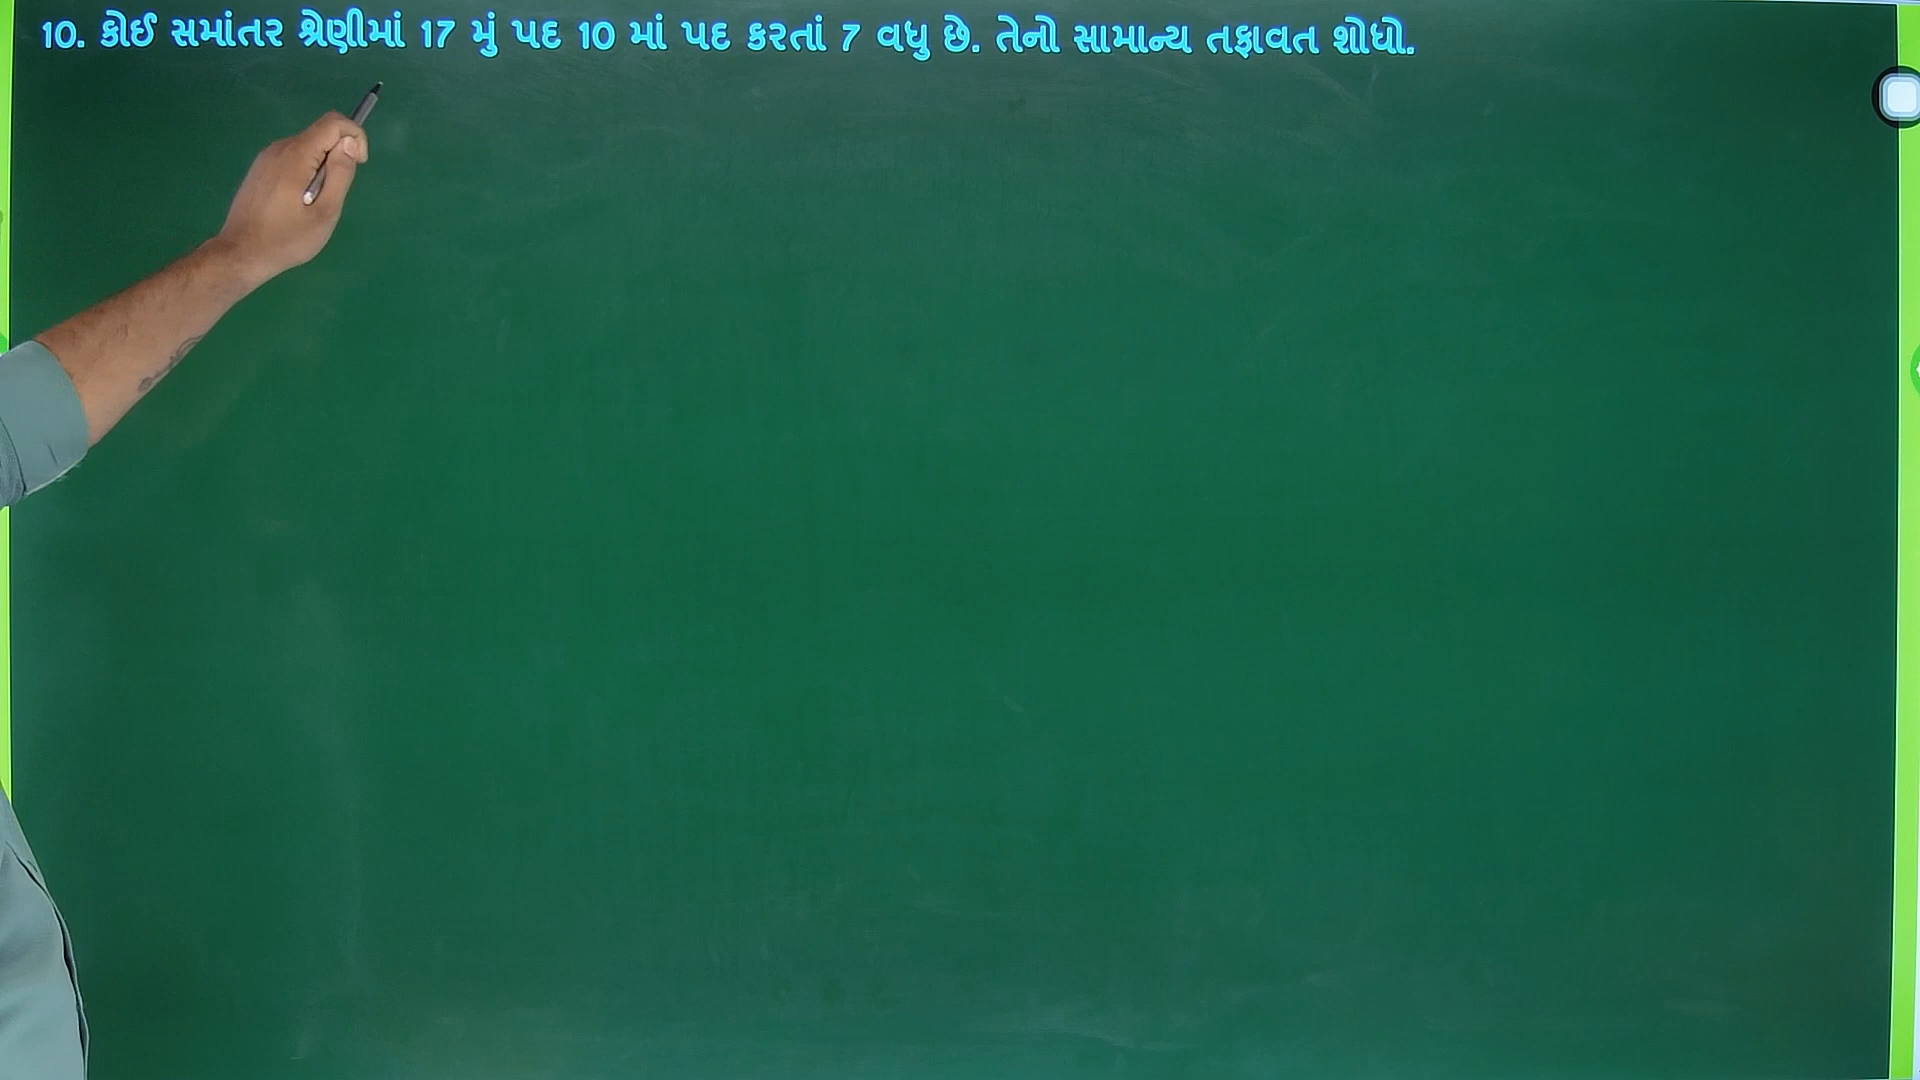 10. કોઈ સમાંતર શ્રેણીમાં 17 મું પદ 10 માં પદ કરતાં 7 વધુ છે. તેનો સામાન્ય તફાવત શોધો.